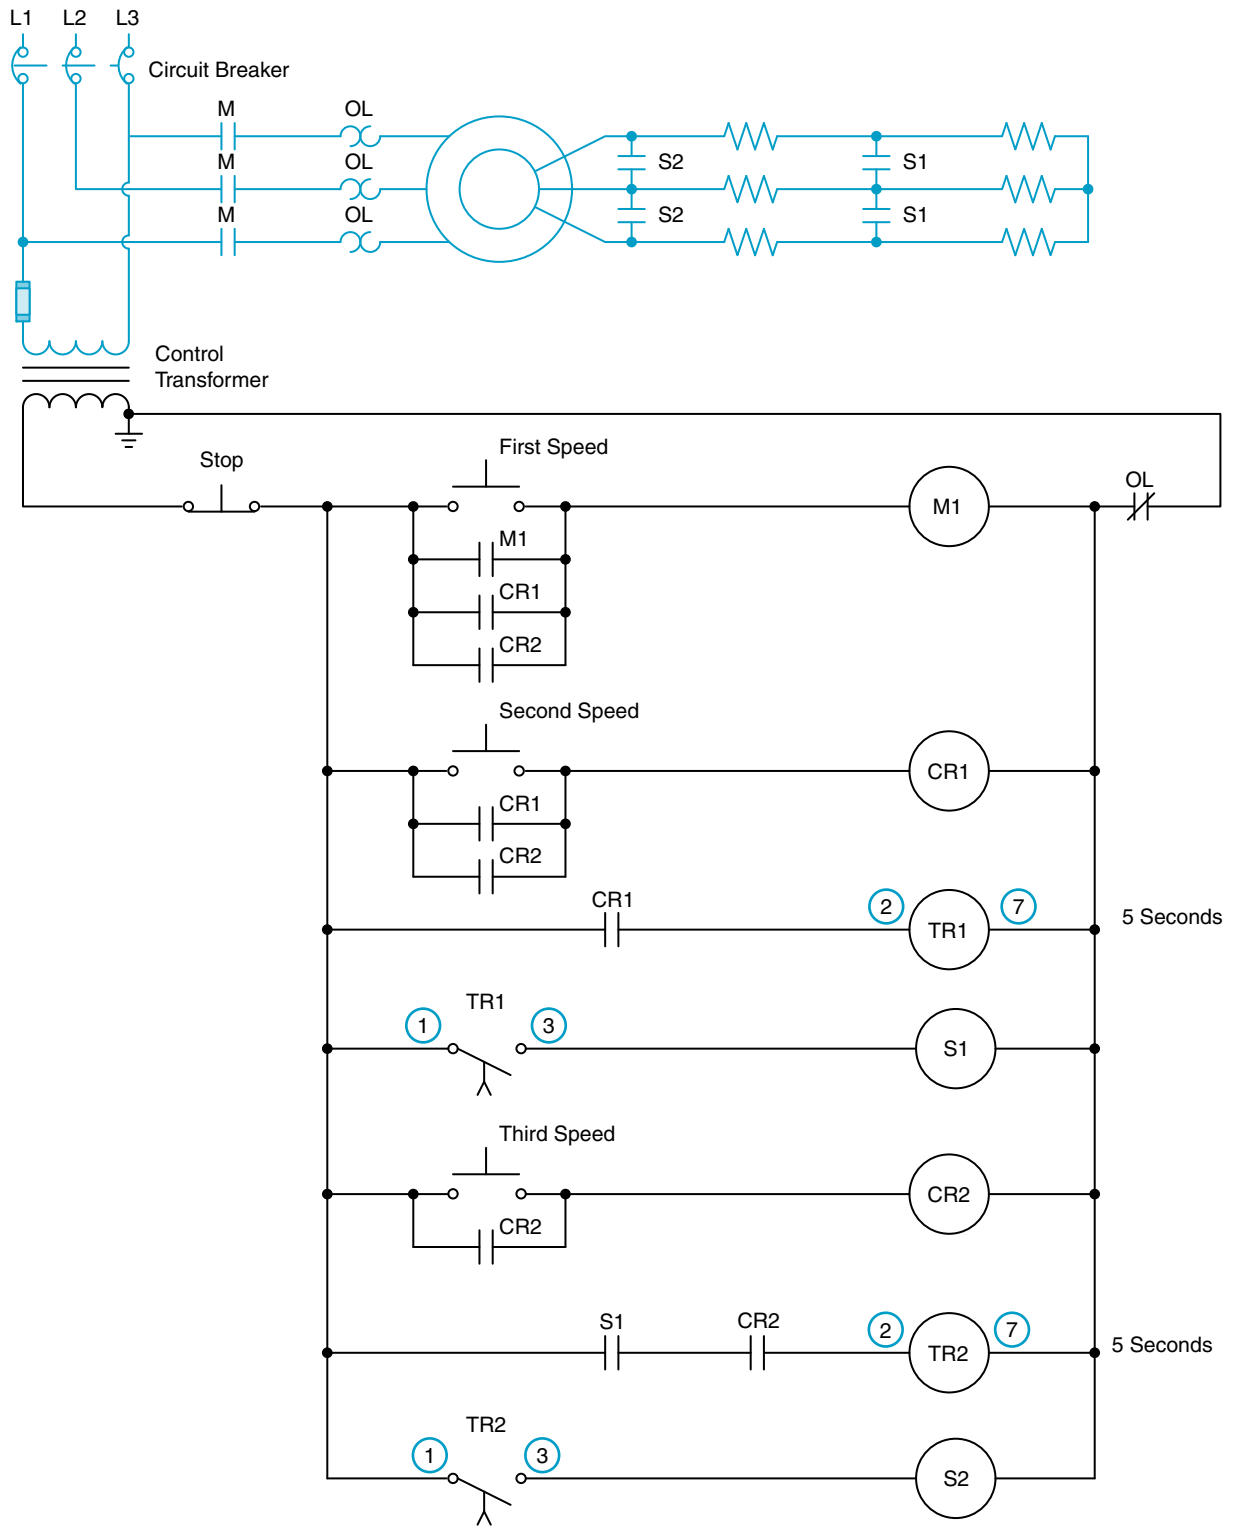 L1 L2 L3
Circuit Breaker
M OL
M OL
S2 S1
M OL
S2 S1
Control
Transformer
First Speed
Stop
OL
M1
M1
CR1
CR2
Second Speed
CR1
CR1
CR2
CR1
2 TR1 7
5 Seconds
TR1
1 3
S1
Third Speed
CR2
CR2
S1 CR2
2 TR2 7
5 Seconds
TR2
1 3
S2